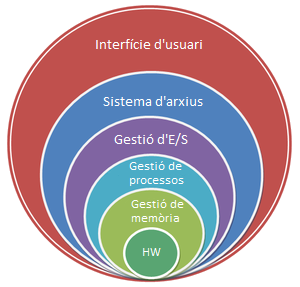 Interfície d'usuari
Sistema d'arxius
Gestió d'E/S
Gestió de
processos
Gestió de
memòria
HW